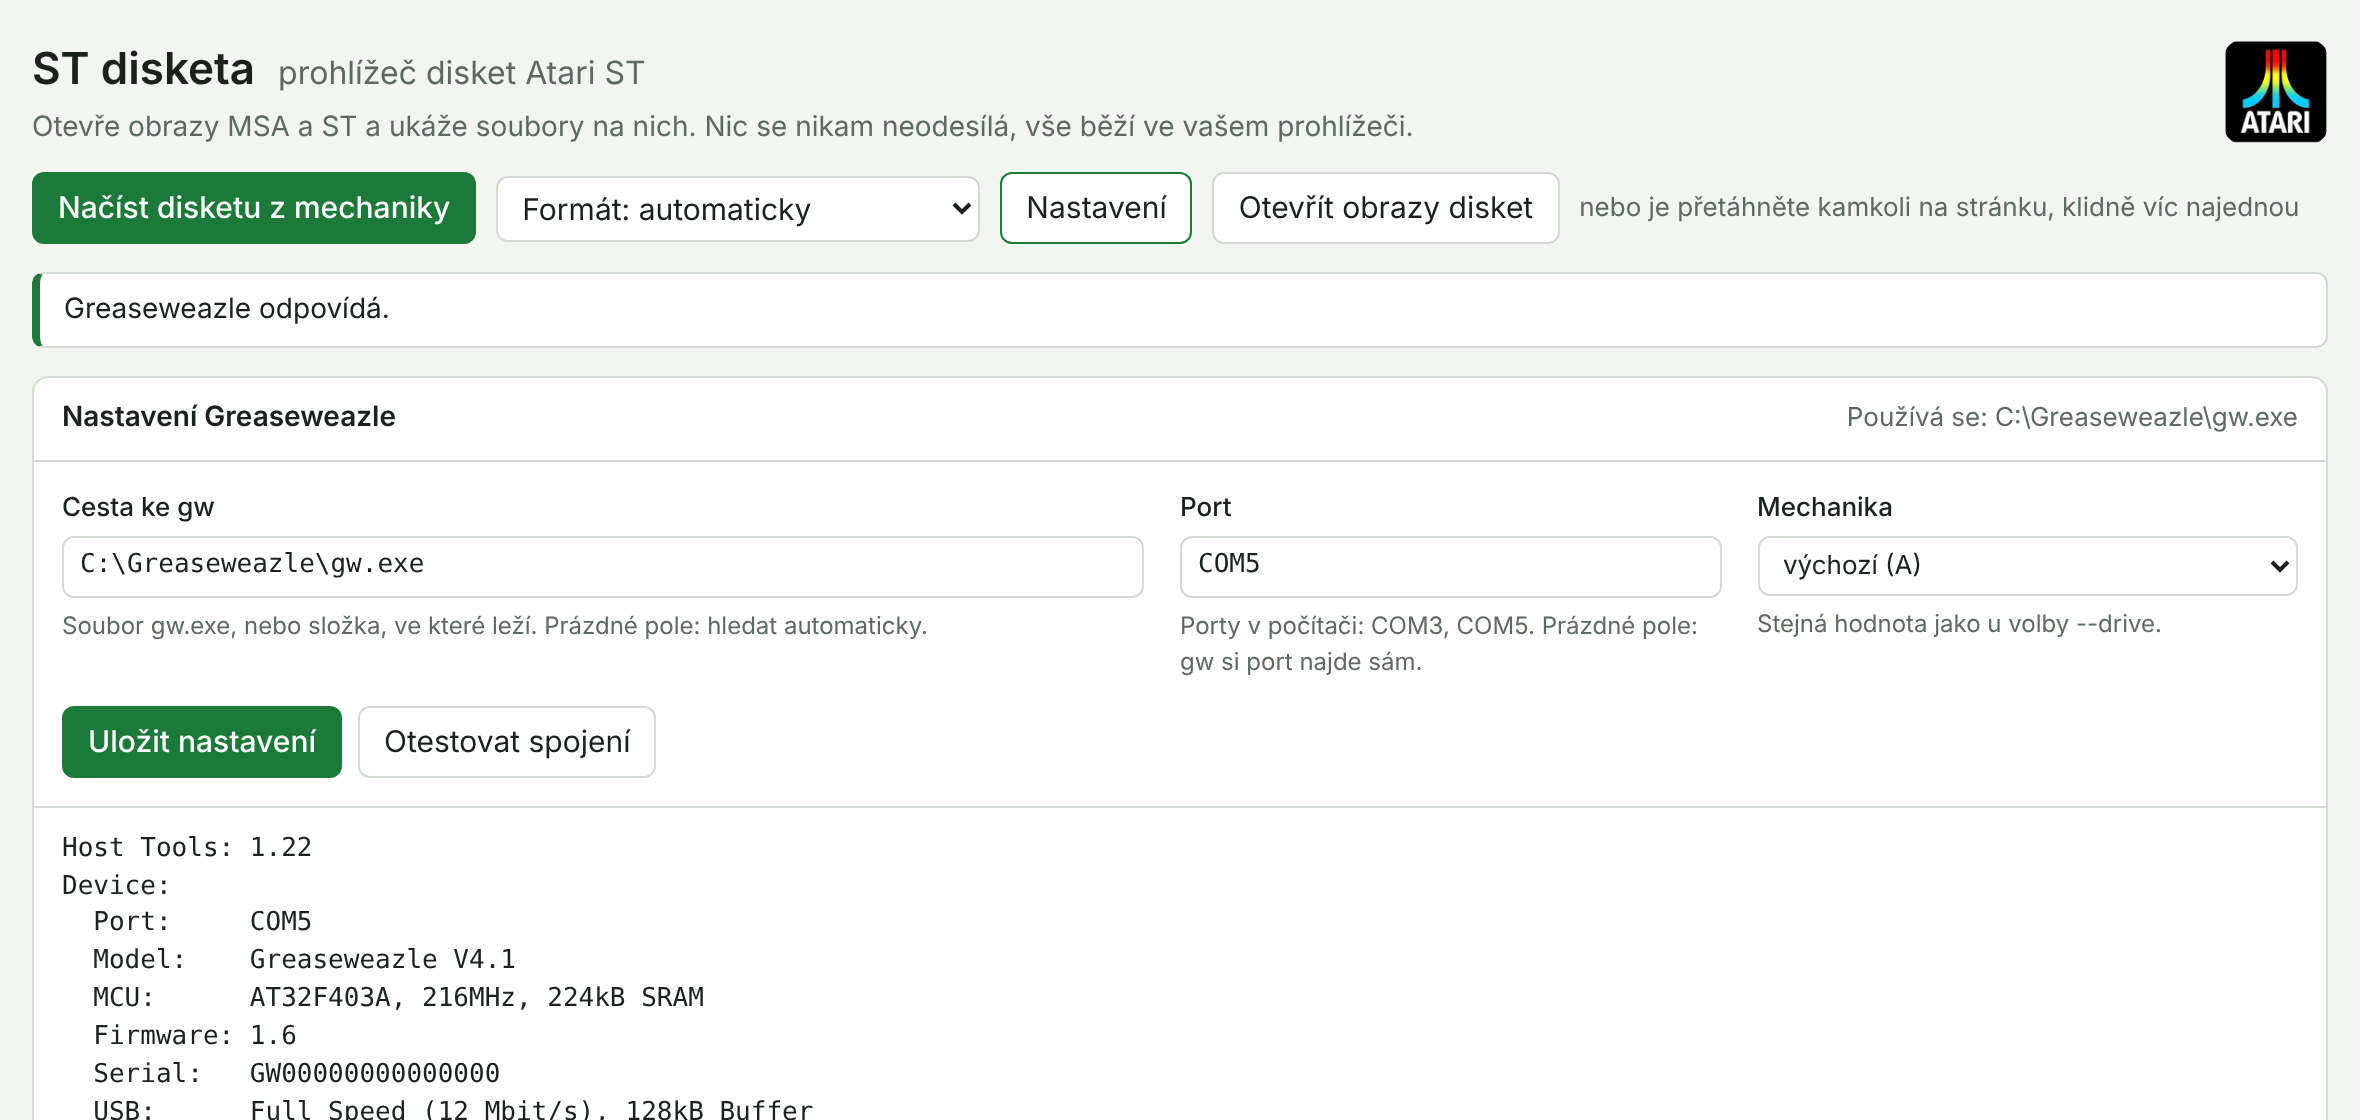 ST disketa prohlížeč disket Atari ST
Otevře obrazy MSA a ST a ukáže soubory na nich. Nic se nikam neodesílá, vše běží ve vašem prohlížeči.
ATARI
Načíst disketu z mechaniky Formát: automaticky Nastavení Otevřít obrazy disket nebo je přetáhněte kamkoli na stránku, klidně víc najednou
Greaseweazle odpovídá.
Nastavení Greaseweazle Používá se: C:\Greaseweazle\gw.exe
Cesta ke gw Port Mechanika
C:\Greaseweazle\gw.exe COM5 výchozí (A)
Soubor gw.exe, nebo složka, ve které leží. Prázdné pole: hledat automaticky. Porty v počítači: COM3, COM5. Prázdné pole: Stejná hodnota jako u volby --drive.
gw si port najde sám.
Uložit nastavení Otestovat spojení
Host Tools: 1.22
Device:
Port: COM5
Model: Greaseweazle V4.1
MCU: AT32F403A, 216MHz, 224kB SRAM
Firmware: 1.6
Serial: GW00000000000000
USB: Full Speed (12 Mbit/s), 128kB Buffer